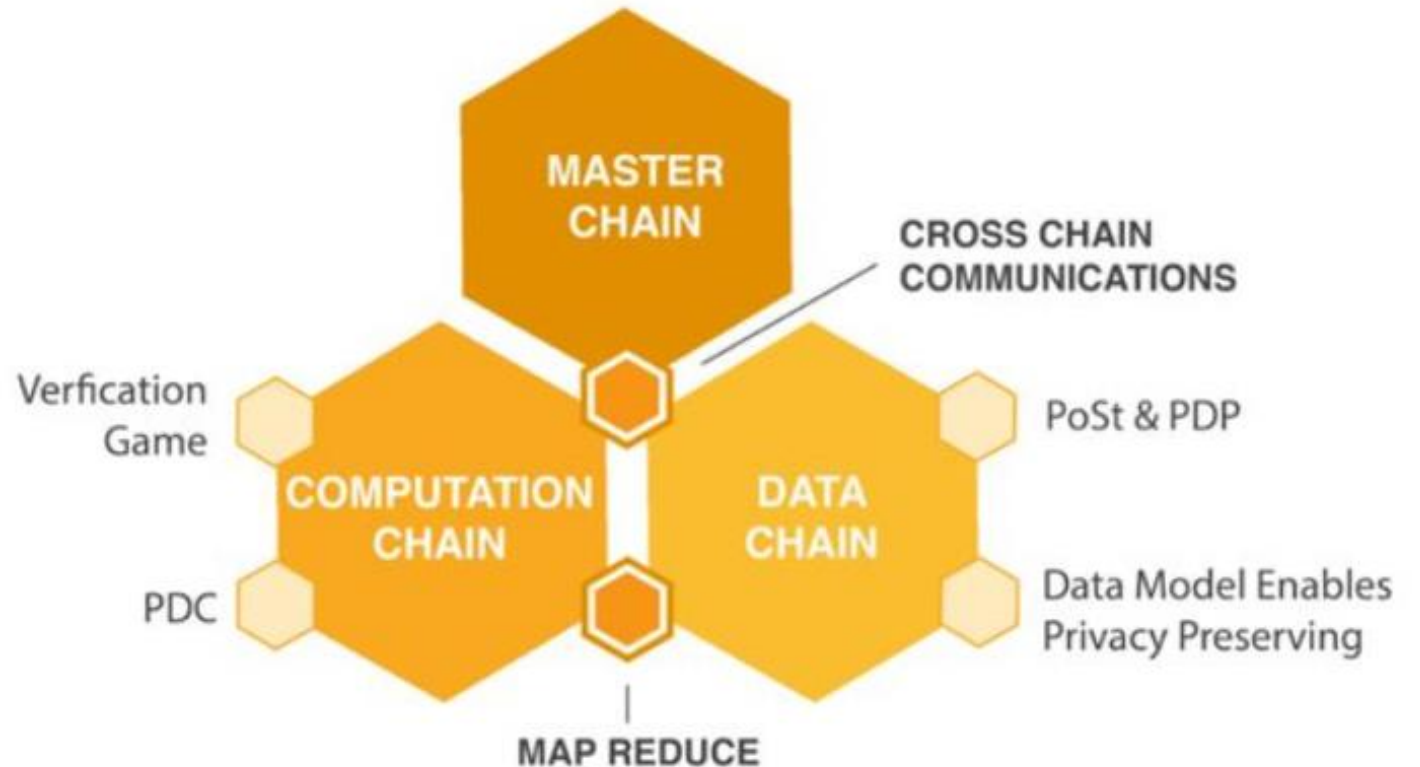 MASTER
CHAIN
CROSS CHAIN
COMMUNICATIONS
Verfication
Game
PoSt & PDP
COMPUTATION
CHAIN
DATA
CHAIN
PDC
Data Model Enables
Privacy Preserving
MAP REDUCE